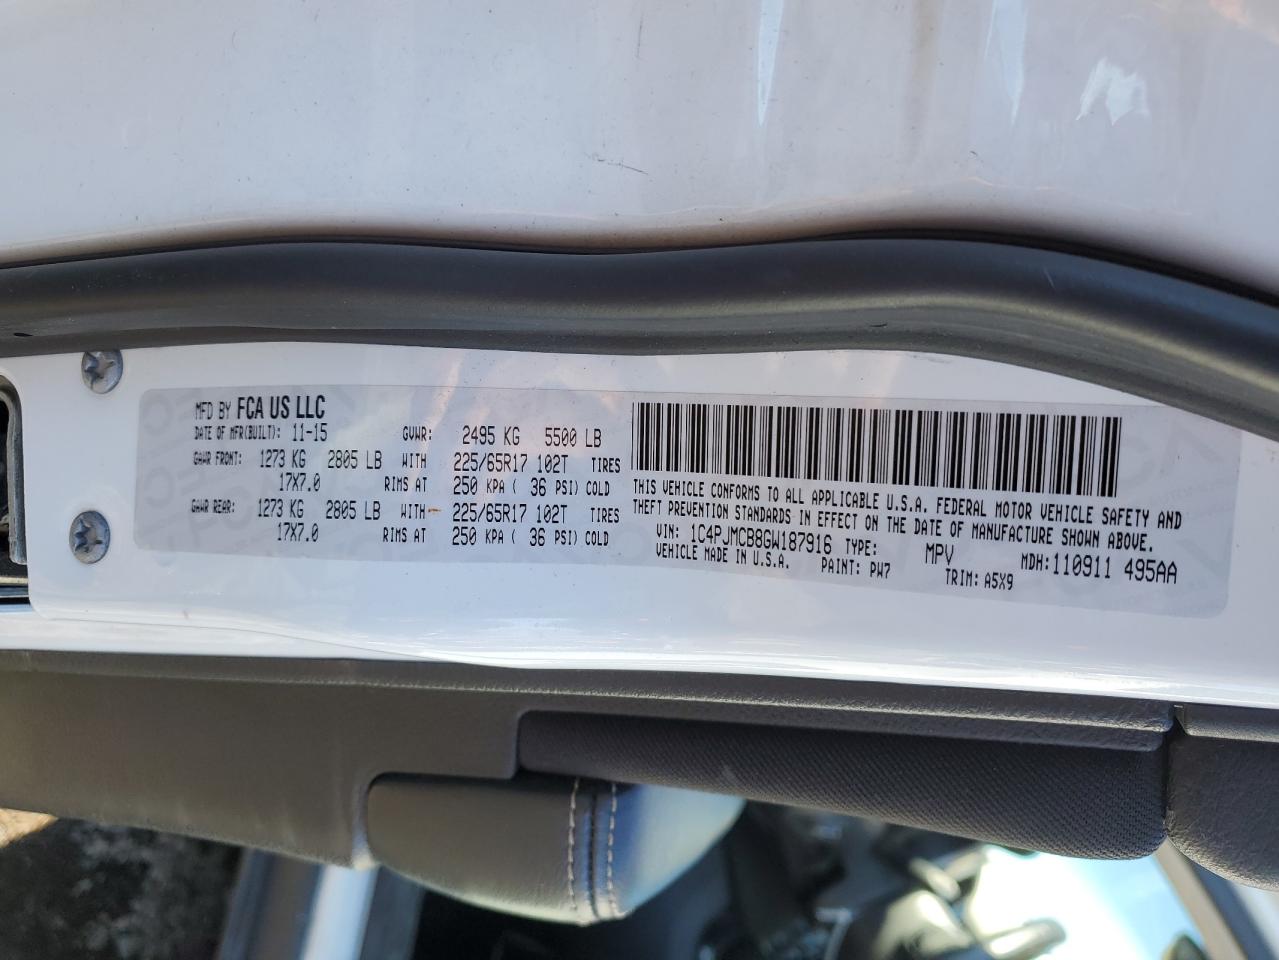 MFD BY FCA US LLC
DATE OF MFR(BUILT): 11-15 GVWR: 2495 KG 5500 LB
GAWR FRONT: 1273 KG 2805 LB WITH 225/65R17 102T TIRES
17X7.0 RIMS AT 250 KPA ( 36 PSI) COLD
GAWR REAR: 1273 KG 2805 LB WITH 225/65R17 102T TIRES
17X7.0 RIMS AT 250 KPA ( 36 PSI) COLD
THIS VEHICLE CONFORMS TO ALL APPLICABLE U.S.A. FEDERAL MOTOR VEHICLE SAFETY AND
THEFT PREVENTION STANDARDS IN EFFECT ON THE DATE OF MANUFACTURE SHOWN ABOVE.
VIN: 1C4PJMCB8GW187916 TYPE: MPV MDH: 110911 495AA
VEHICLE MADE IN U.S.A. PAINT: PW7 TRIM: A5X9